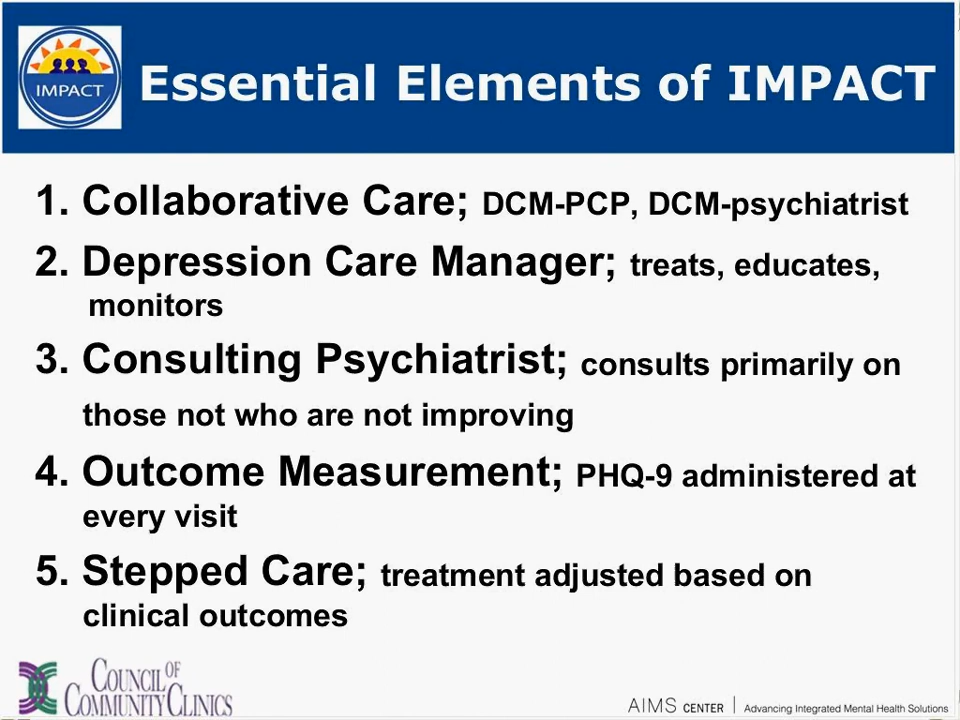 IMPACT
Essential Elements of IMPACT
1. Collaborative Care; DCM-PCP, DCM-psychiatrist
2. Depression Care Manager; treats, educates,
monitors
3. Consulting Psychiatrist; consults primarily on
those not who are not improving
4. Outcome Measurement; PHQ-9 administered at
every visit
5. Stepped Care; treatment adjusted based on
clinical outcomes
COUNCIL OF
COMMUNITY CLINICS
AIMS CENTER | Advancing Integrated Mental Health Solutions